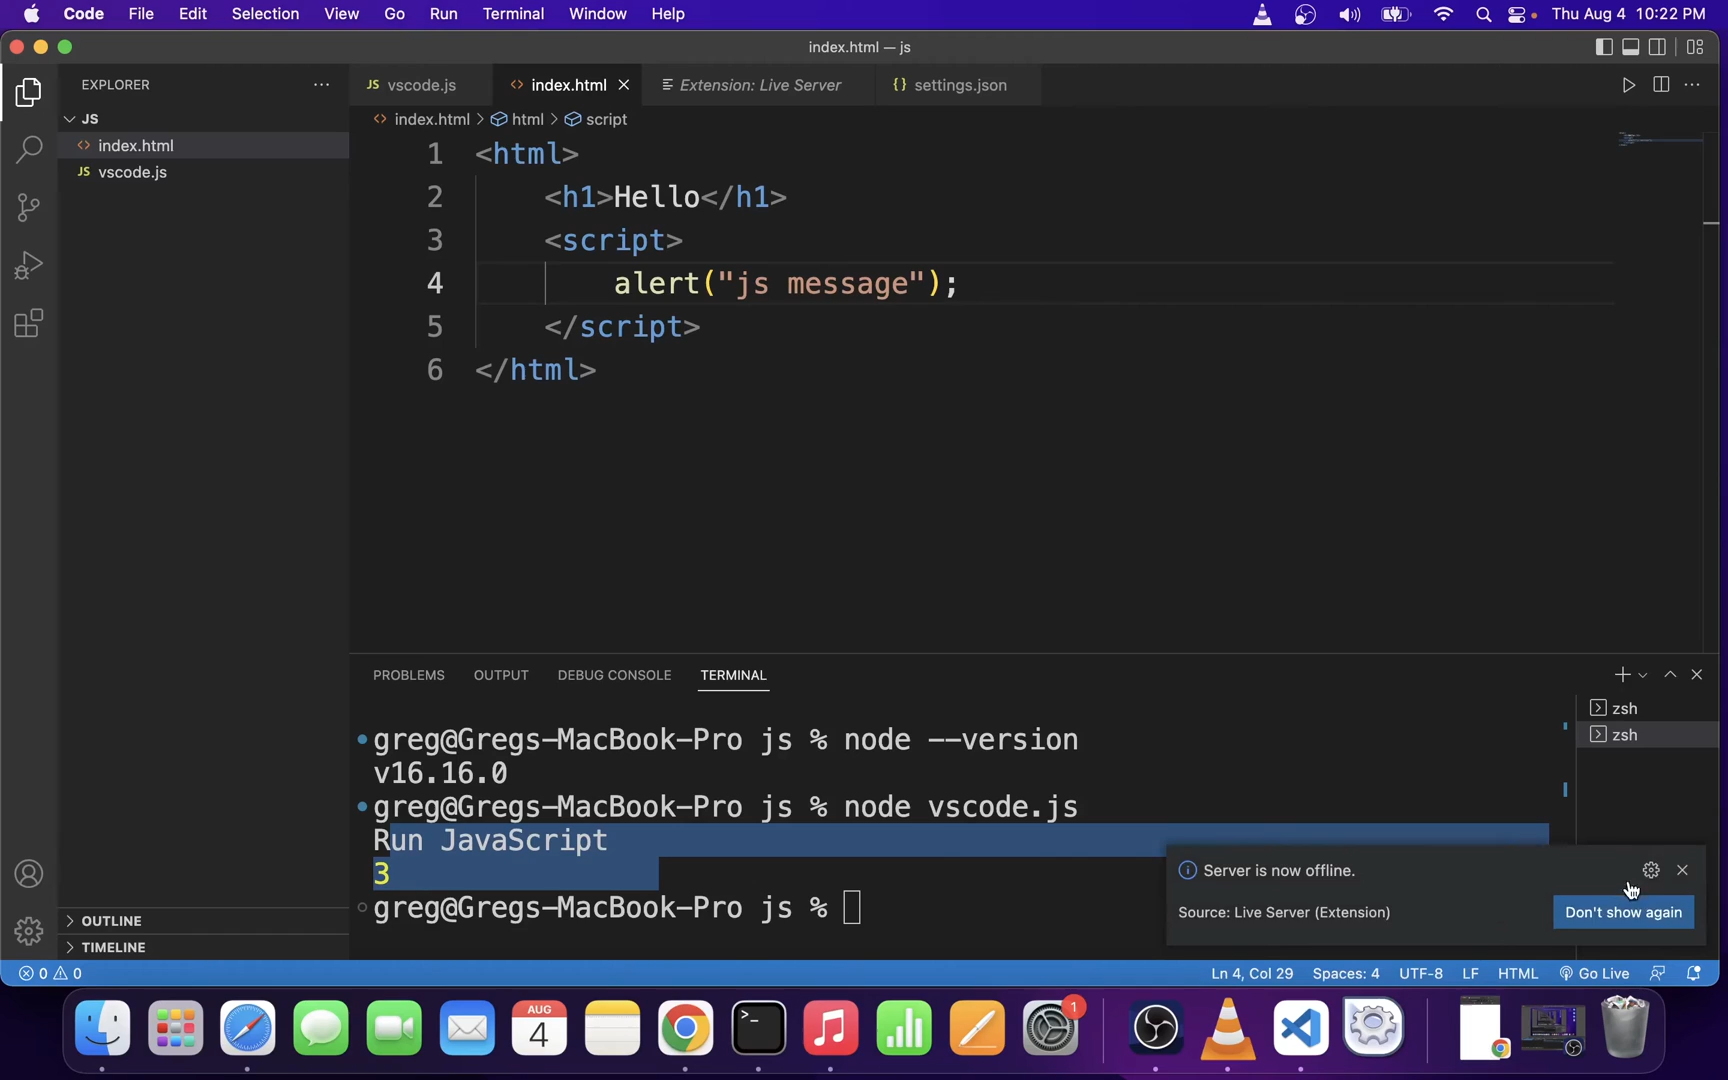 Code File Edit Selection View Go Run Terminal Window Help Thu Aug 4 10:22 PM
index.html — js
EXPLORER
JS vscode.js index.html Extension: Live Server {} settings.json
JS
index.html > html > script
index.html
JS vscode.js
1 <html>
2 <h1>Hello</h1>
3 <script>
4 alert("js message");
5 </script>
6 </html>
PROBLEMS OUTPUT DEBUG CONSOLE TERMINAL
zsh
zsh
greg@Gregs-MacBook-Pro js % node --version
v16.16.0
greg@Gregs-MacBook-Pro js % node vscode.js
Run JavaScript
3
greg@Gregs-MacBook-Pro js %
Server is now offline.
Source: Live Server (Extension) Don't show again
OUTLINE
TIMELINE
0 0 Ln 4, Col 29 Spaces: 4 UTF-8 LF HTML Go Live
AUG
4
1